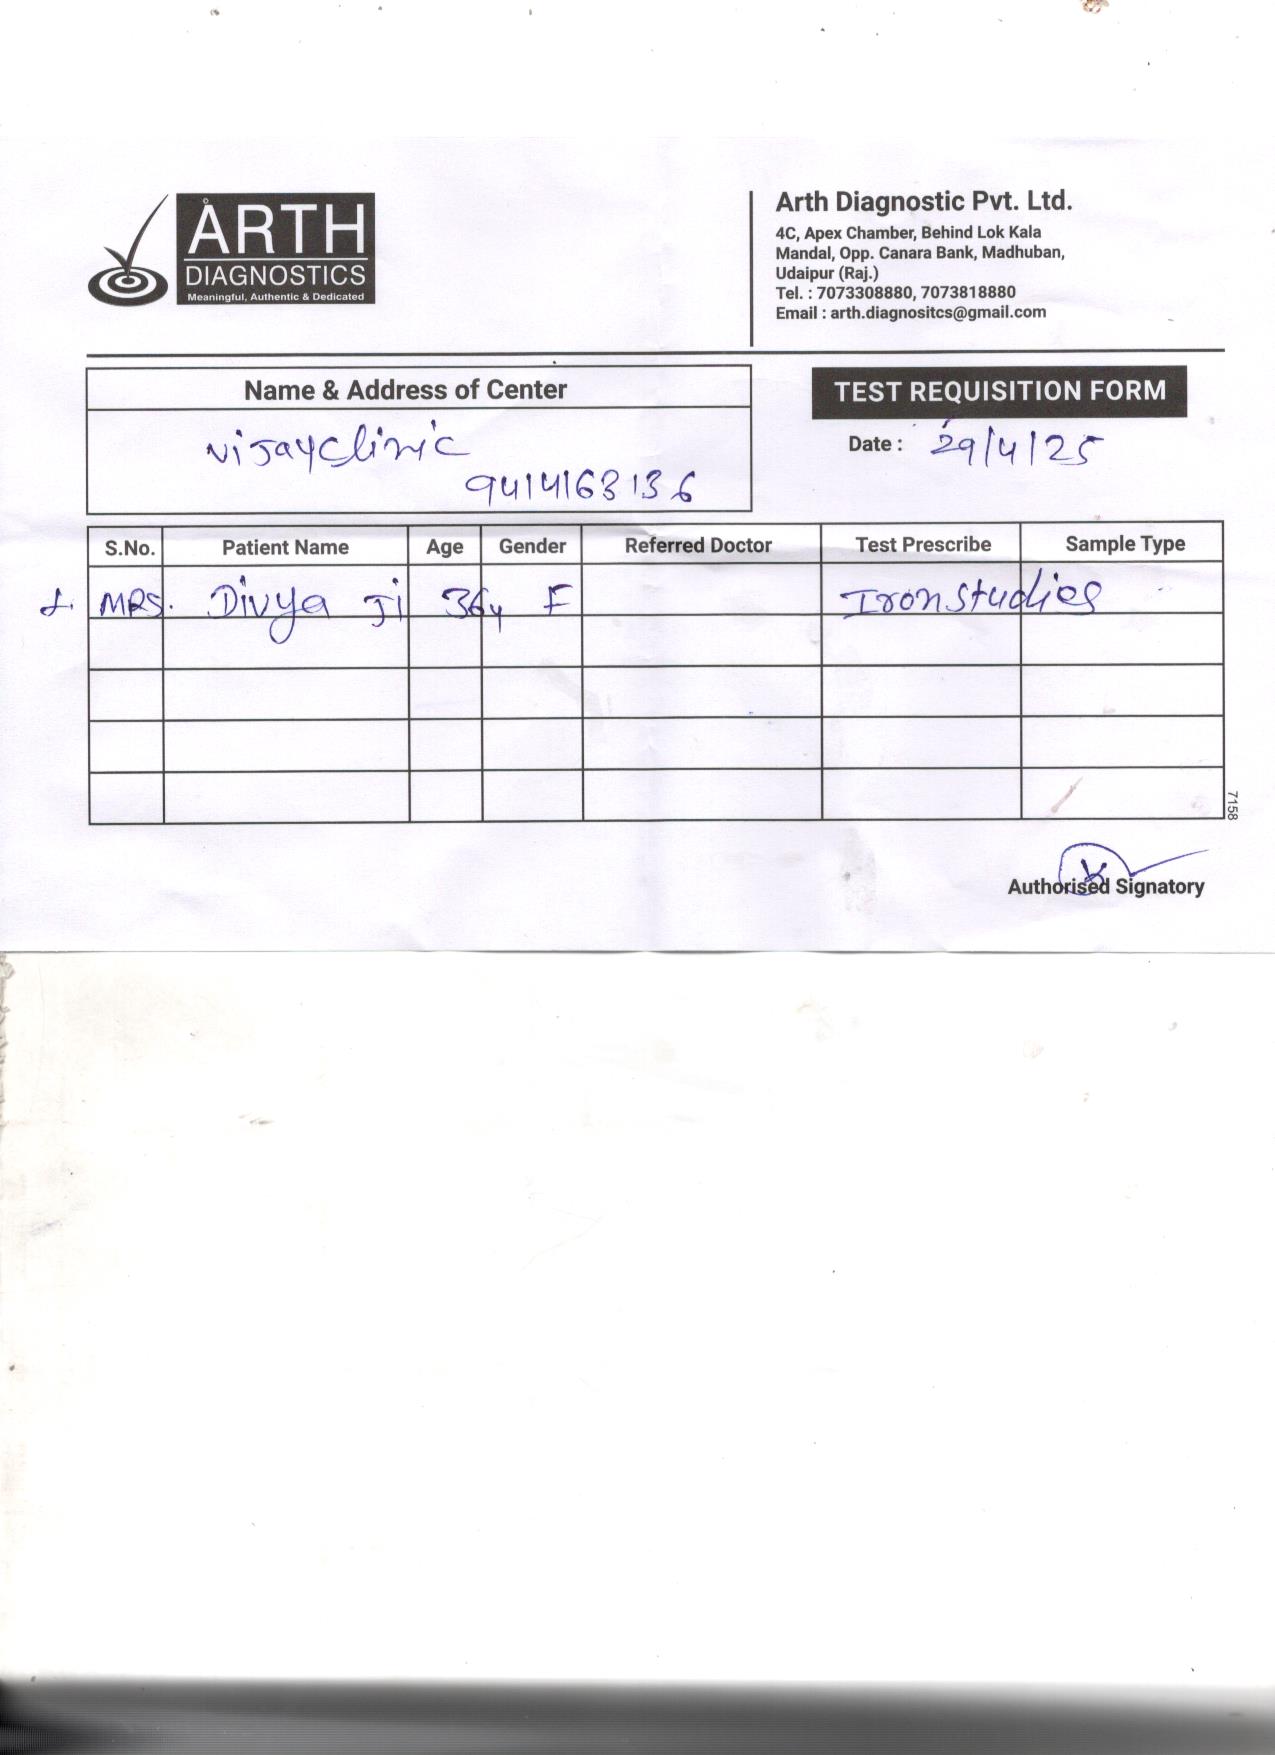 ARTH
DIAGNOSTICS
Meaningful, Authentic & Dedicated
Arth Diagnostic Pvt. Ltd.
4C, Apex Chamber, Behind Lok Kala
Mandal, Opp. Canara Bank, Madhuban,
Udaipur (Raj.)
Tel. : 7073308880, 7073818880
Email : arth.diagnositcs@gmail.com
Name & Address of Center
TEST REQUISITION FORM
Vijayclinic
9414163136
Date : 29/4/25
S.No. Patient Name Age Gender Referred Doctor Test Prescribe Sample Type
MRS. Divya Ji 36y F Iron studies
7158
Authorised Signatory